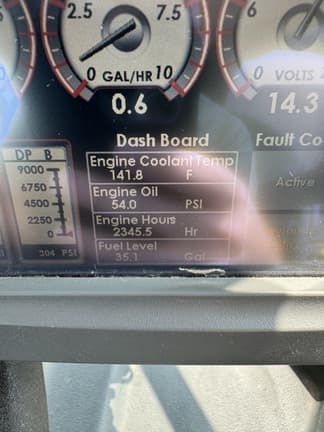 2.5 7.5 6
0 GAL/HR 10 0 VOLTS
0.6 14.3
Dash Board Fault Co
DP B
Engine Coolant Temp
9000
141.8 F
Active
6750
Engine Oil
4500
54.0 PSI
2250
Engine Hours
0
2345.5 Hr
304 PSI
Fuel Level
35.1 Gal